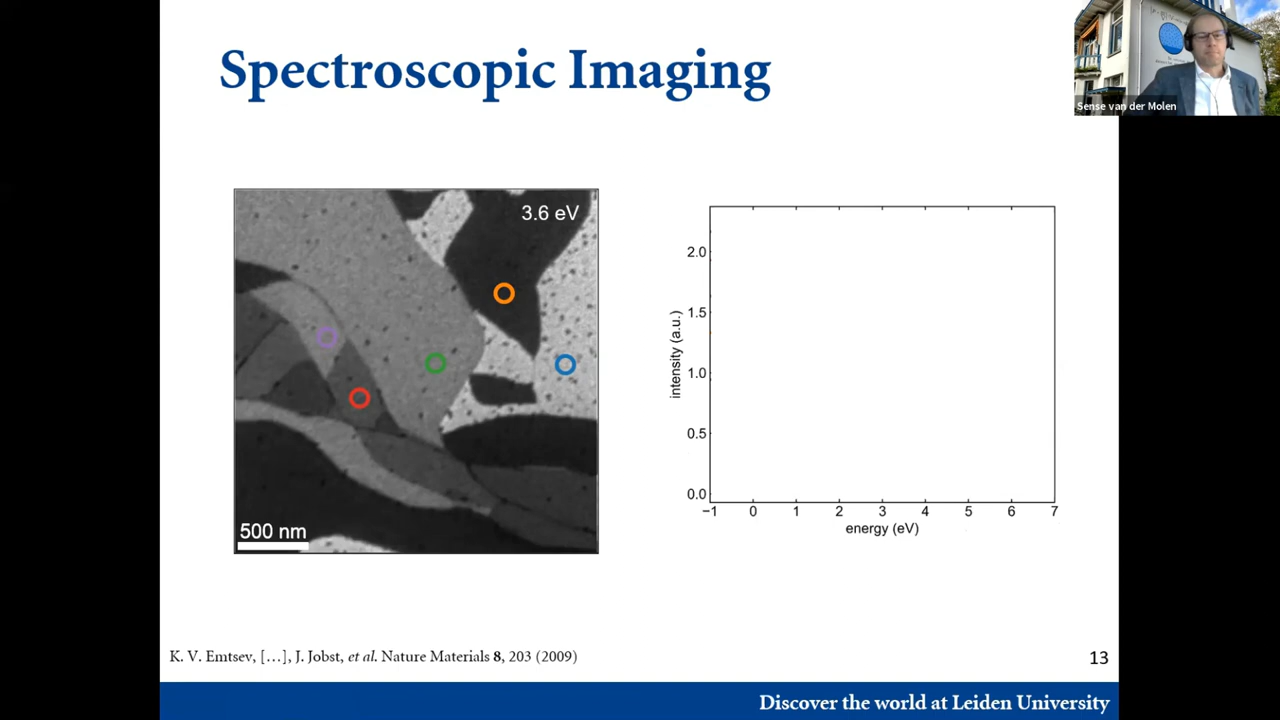 Spectroscopic Imaging
Sense van der Molen
3.6 eV
500 nm
2.0
1.5
1.0
0.5
0.0
intensity (a.u.)
−1 0 1 2 3 4 5 6 7
energy (eV)
K. V. Emtsev, […], J. Jobst, et al. Nature Materials 8, 203 (2009)
13
Discover the world at Leiden University